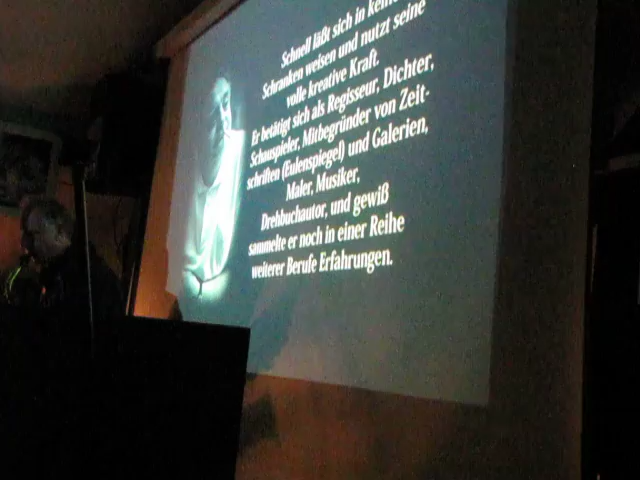 Schnell läßt sich in keine
Schranken weisen und nutzt seine
volle kreative Kraft.
Er betätigt sich als Regisseur, Dichter,
Schauspieler, Mitbegründer von Zeit-
schriften (Eulenspiegel) und Galerien,
Maler, Musiker,
Drehbuchautor, und gewiß
sammelte er noch in einer Reihe
weiterer Berufe Erfahrungen.